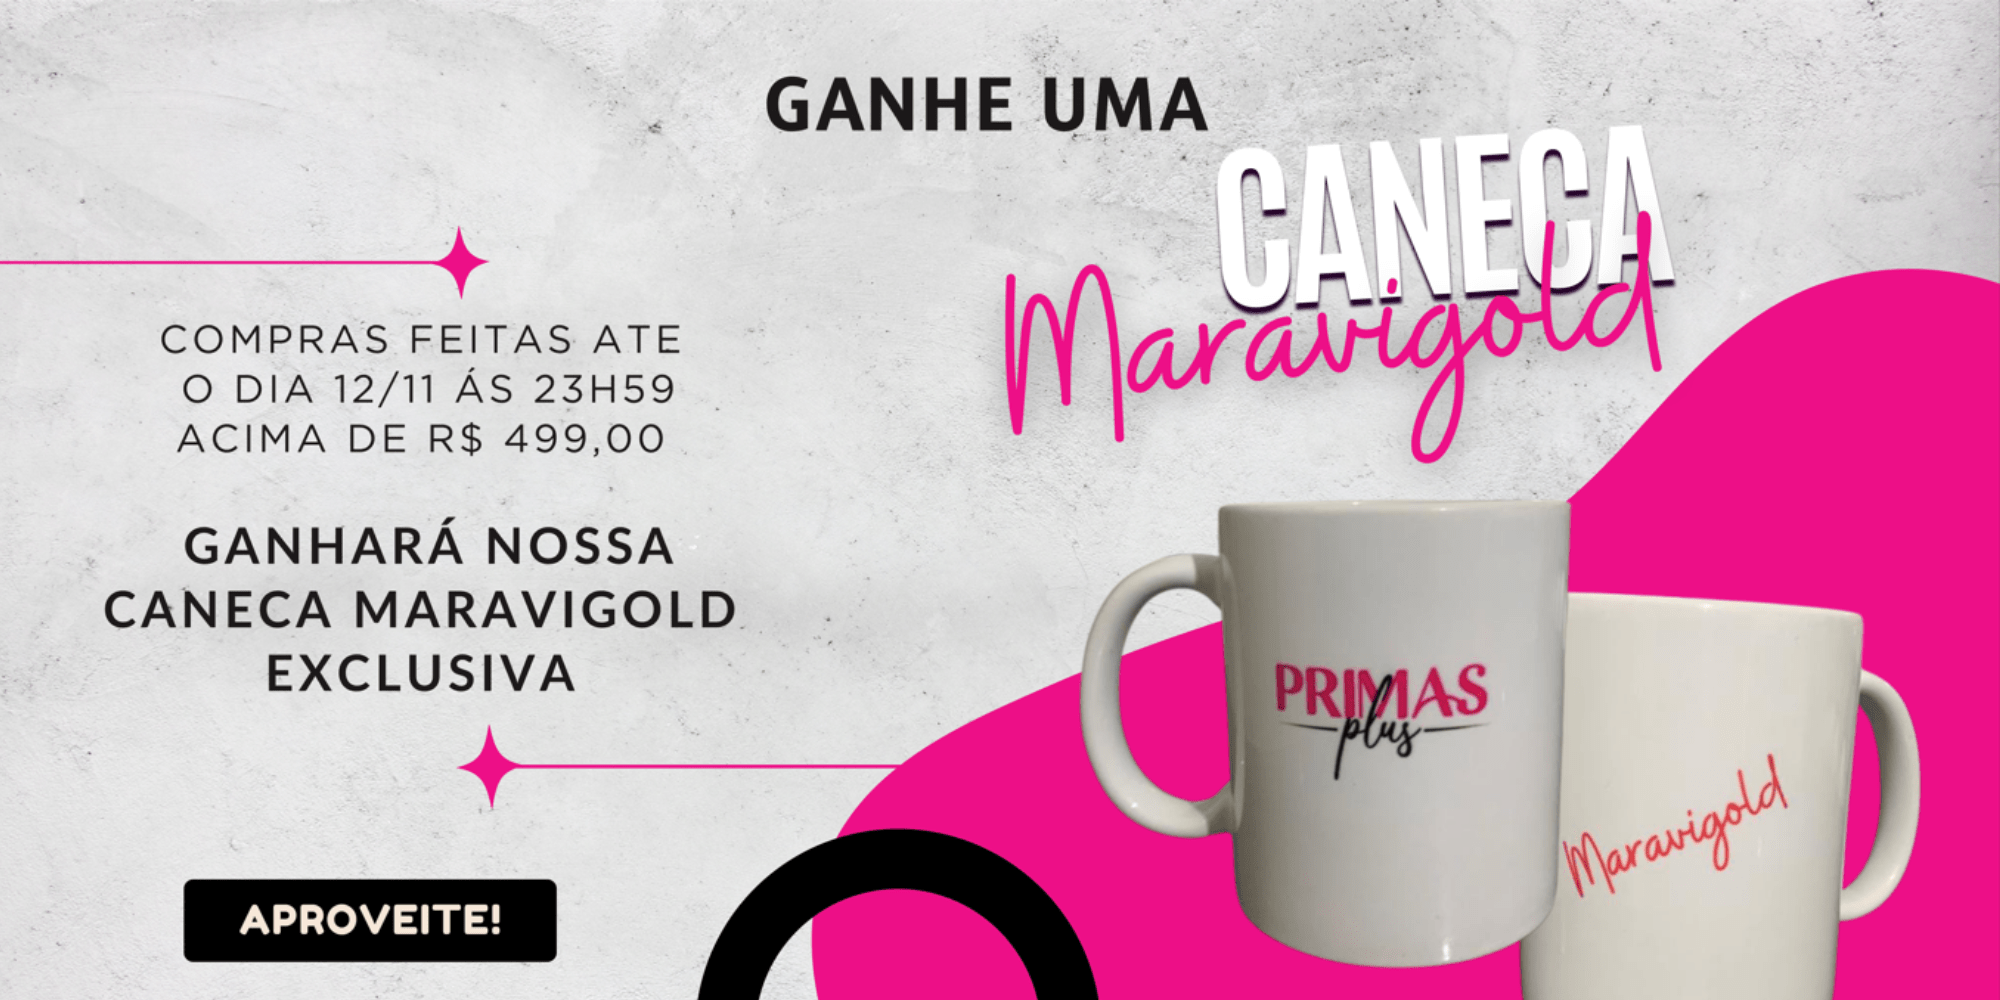 GANHE UMA
CANECA
Maravigold
COMPRAS FEITAS ATE
O DIA 12/11 ÁS 23H59
ACIMA DE R$ 499,00
GANHARÁ NOSSA
CANECA MARAVIGOLD
EXCLUSIVA
APROVEITE!
PRIMAS
plus
Maravigold